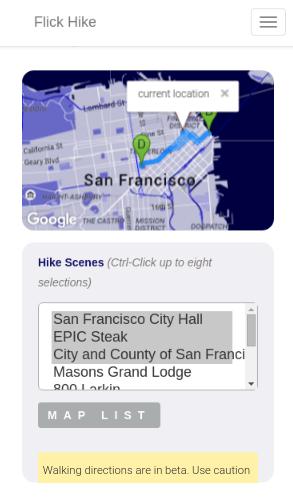 Flick Hike
current location ×
Lombard St
California St
Geary Blvd
San Francisco
HAIGHT-ASHBURY
THE CASTRO
MISSION
DISTRICT
DOGPATCH
D
Google
Hike Scenes (Ctrl-Click up to eight
selections)
San Francisco City Hall
EPIC Steak
City and County of San Franci
Masons Grand Lodge
800 Larkin
MAP LIST
Walking directions are in beta. Use caution